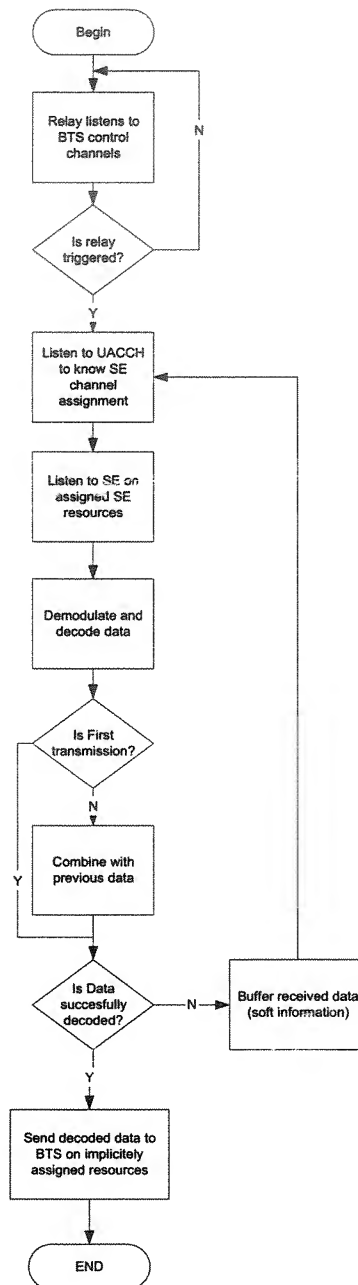 Begin
Relay listens to
BTS control
channels
N
Is relay
triggered?
Y
Listen to UACCH
to know SE
channel
assignment
Listen to SE on
assigned SE
resources
Demodulate and
decode data
Is First
transmission?
N
Y
Combine with
previous data
Is Data
succesfully
decoded?
N
Buffer received data
(soft information)
Y
Send decoded data to
BTS on implicitely
assigned resources
END